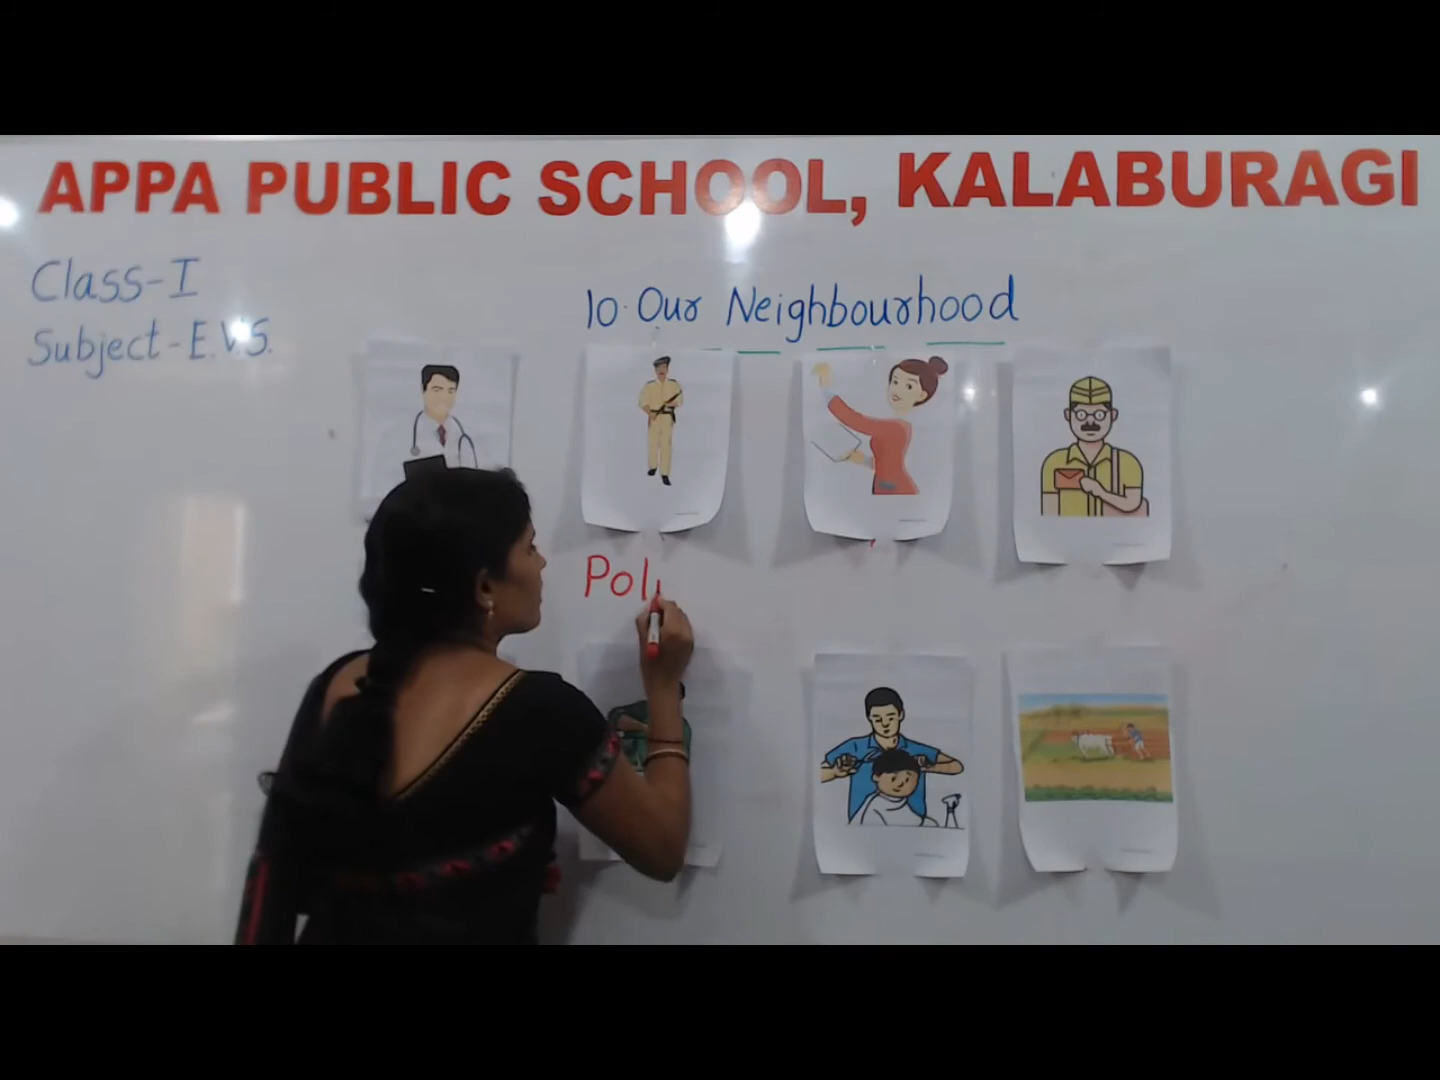 APPA PUBLIC SCHOOL, KALABURAGI
Class-I
Subject-E.V.S.
10. Our Neighbourhood
Pol